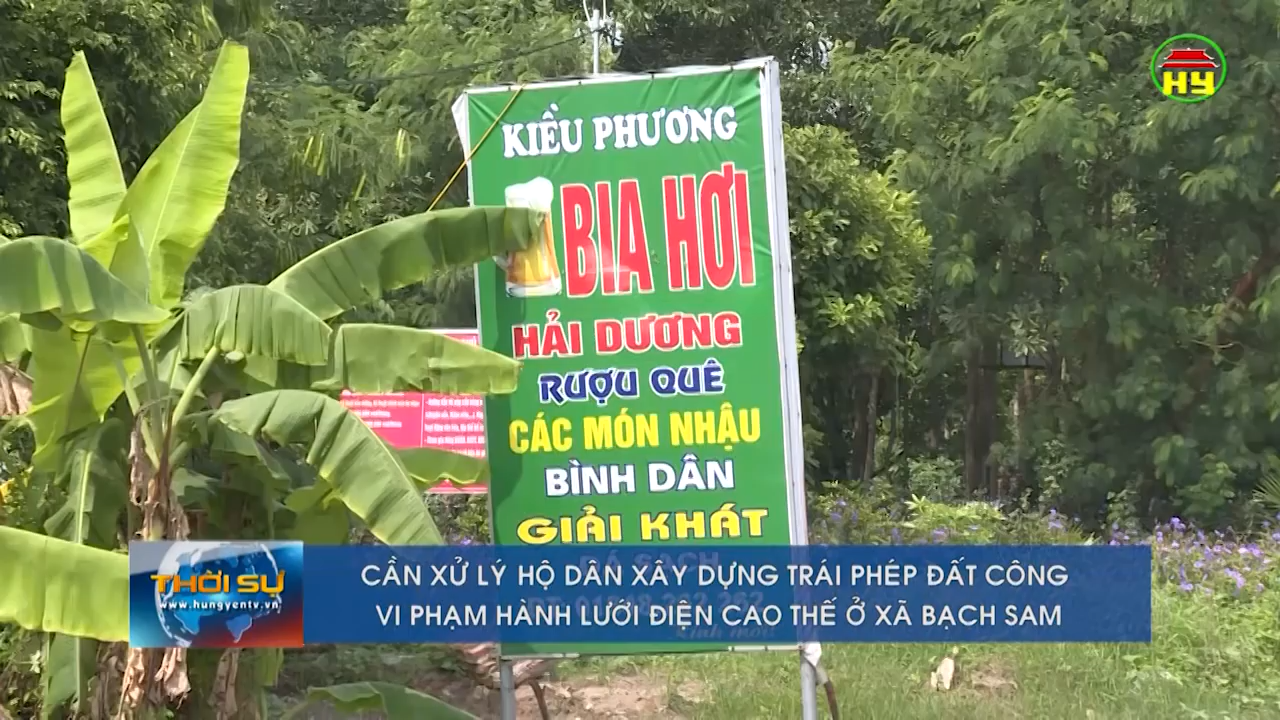 HY
KIỀU PHƯƠNG
BIA HƠI
HẢI DƯƠNG
RƯỢU QUÊ
CÁC MÓN NHẬU
BÌNH DÂN
GIẢI KHÁT
THỜI SỰ
www.hungyentv.vn
CẦN XỬ LÝ HỘ DÂN XÂY DỰNG TRÁI PHÉP ĐẤT CÔNG
VI PHẠM HÀNH LƯỚI ĐIỆN CAO THẾ Ở XÃ BẠCH SAM